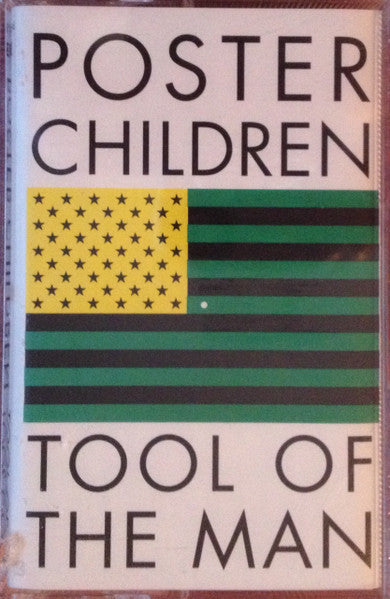 POSTER
CHILDREN
TOOL OF
THE MAN